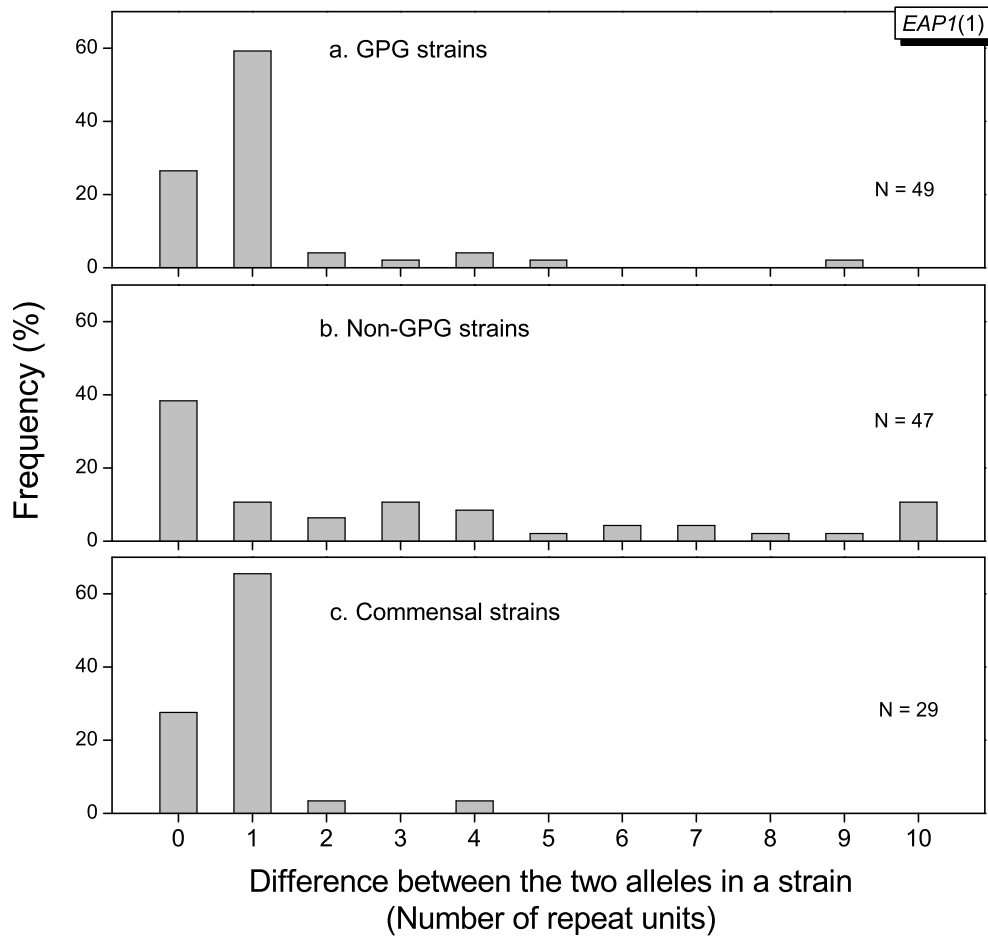 EAP1(1)
a. GPG strains
60
40
20
0
N = 49
b. Non-GPG strains
60
40
20
0
N = 47
Frequency (%)
c. Commensal strains
60
40
20
0
N = 29
0 1 2 3 4 5 6 7 8 9 10
Difference between the two alleles in a strain
(Number of repeat units)